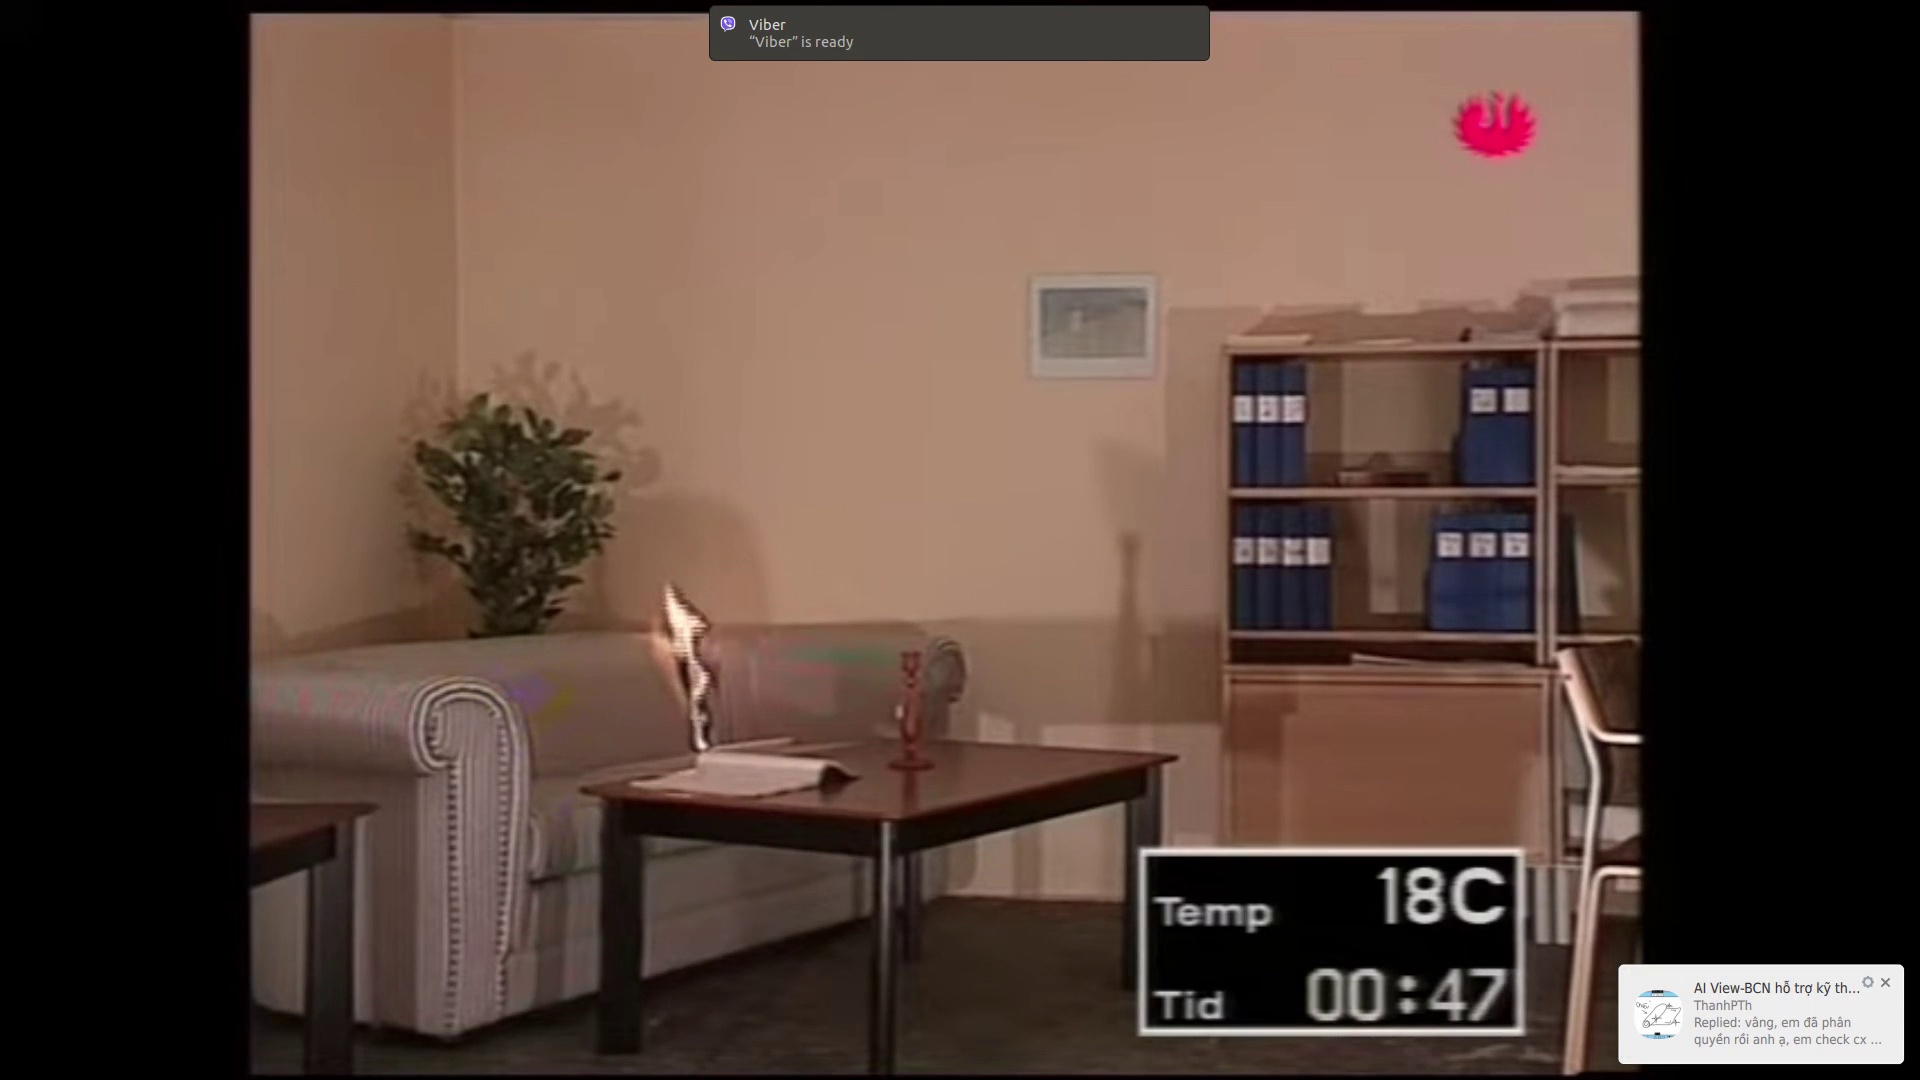 Viber
“Viber” is ready
Temp 18C
Tid 00:47
AI View-BCN hỗ trợ kỹ th...
ThanhPTh
Replied: vâng, em đã phân
quyền rồi anh ạ, em check cx ...